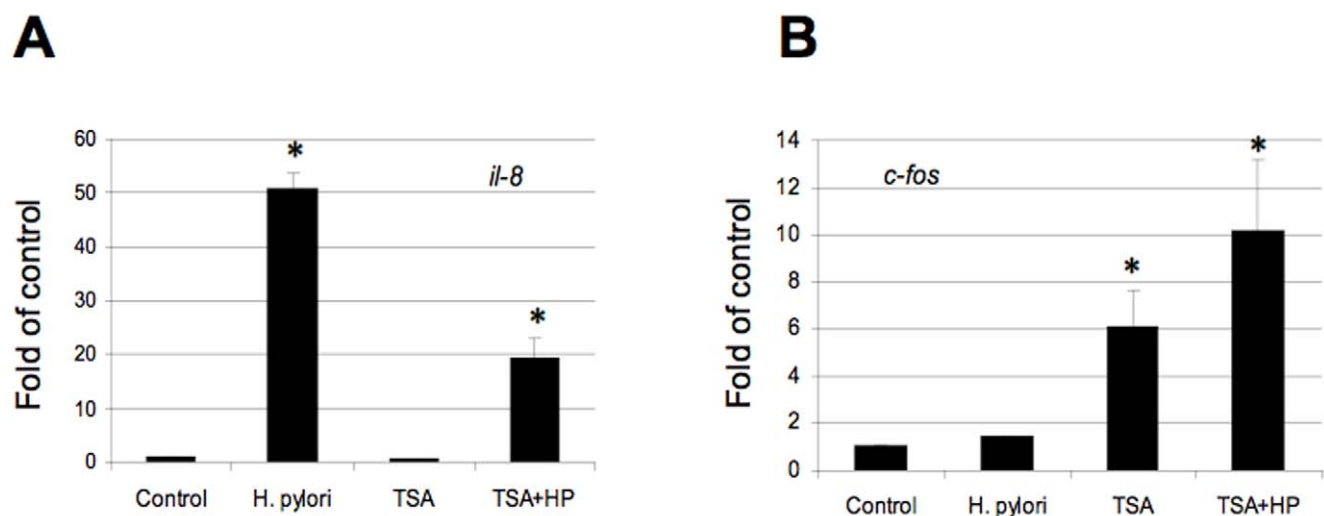 A
B
Fold of control
60
50
40
30
20
10
0
*
*
il-8
Control
H. pylori
TSA
TSA+HP
Fold of control
14
12
10
8
6
4
2
0
c-fos
*
*
Control
H. pylori
TSA
TSA+HP